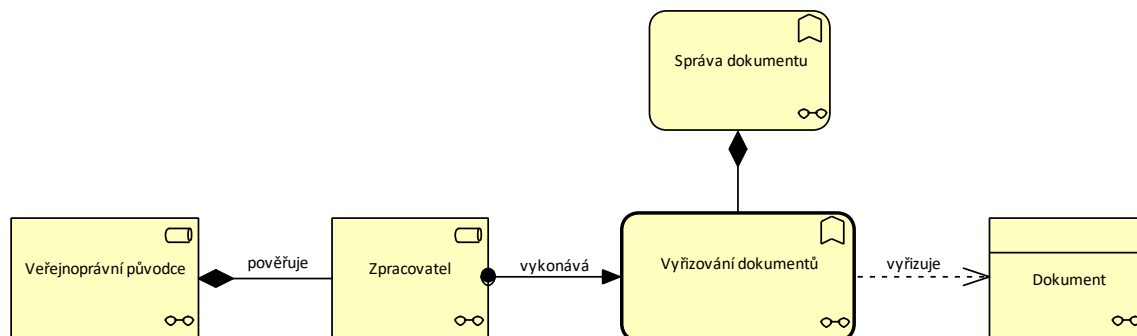 Správa dokumentu
Veřejnoprávní původce
pověřuje
Zpracovatel
vykonává
Vyřizování dokumentů
vyřizuje
Dokument